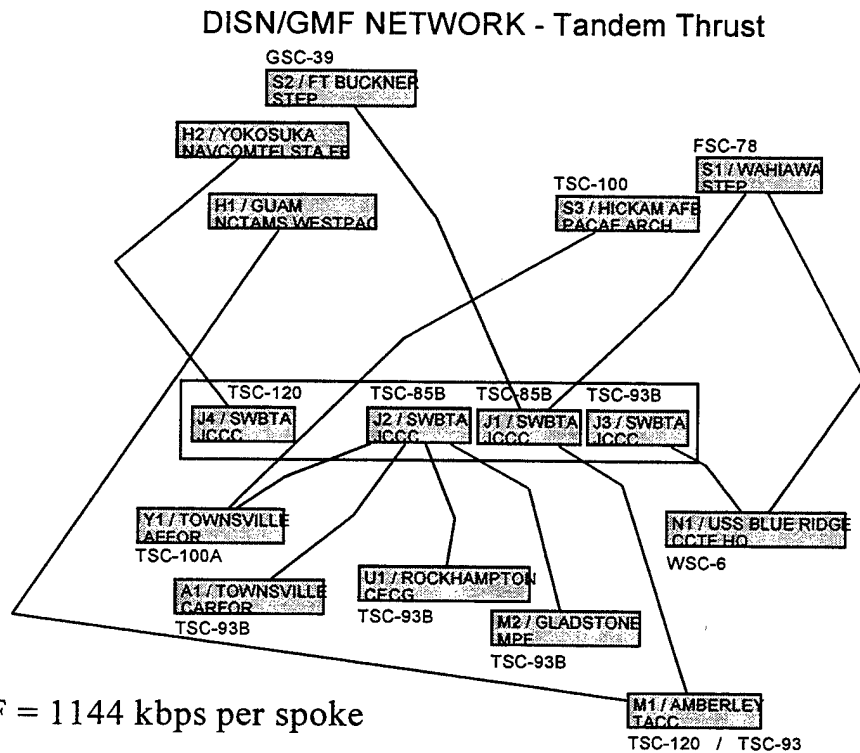 DISN/GMF NETWORK - Tandem Thrust
GSC-39
S2 / FT BUCKNER
STEP
H2 / YOKOSUKA
NAVCOMTELSTA FE
FSC-78
S1 / WAHIAWA
STEP
TSC-100
H1 / GUAM
NCTAMS WESTPAC
S3 / HICKAM AFB
PACAF ARCH
TSC-120
TSC-85B
TSC-85B
TSC-93B
J4 / SWBTA
JCCC
J2 / SWBTA
JCCC
J1 / SWBTA
JCCC
J3 / SWBTA
JCCC
Y1 / TOWNSVILLE
AFFOR
TSC-100A
N1 / USS BLUE RIDGE
CCTF HQ
WSC-6
A1 / TOWNSVILLE
CARFOR
TSC-93B
U1 / ROCKHAMPTON
CECG
TSC-93B
M2 / GLADSTONE
MPF
TSC-93B
= 1144 kbps per spoke
M1 / AMBERLEY
TACC
TSC-120 / TSC-93